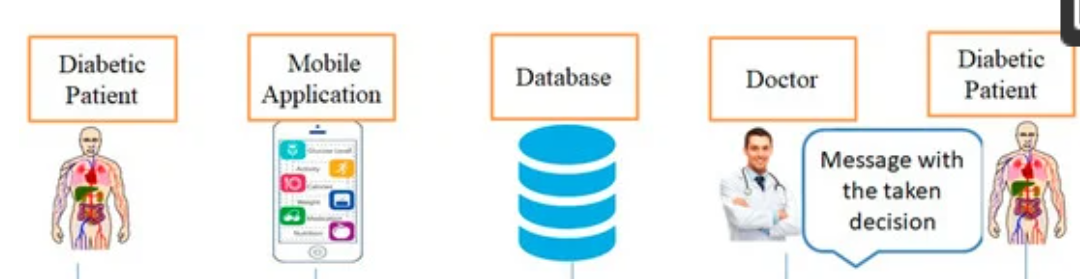 Diabetic
Patient
Mobile
Application
Database
Doctor
Diabetic
Patient
Glucose Level
Activity
Calories
Weight
Medication
Nutrition
Message with
the taken
decision